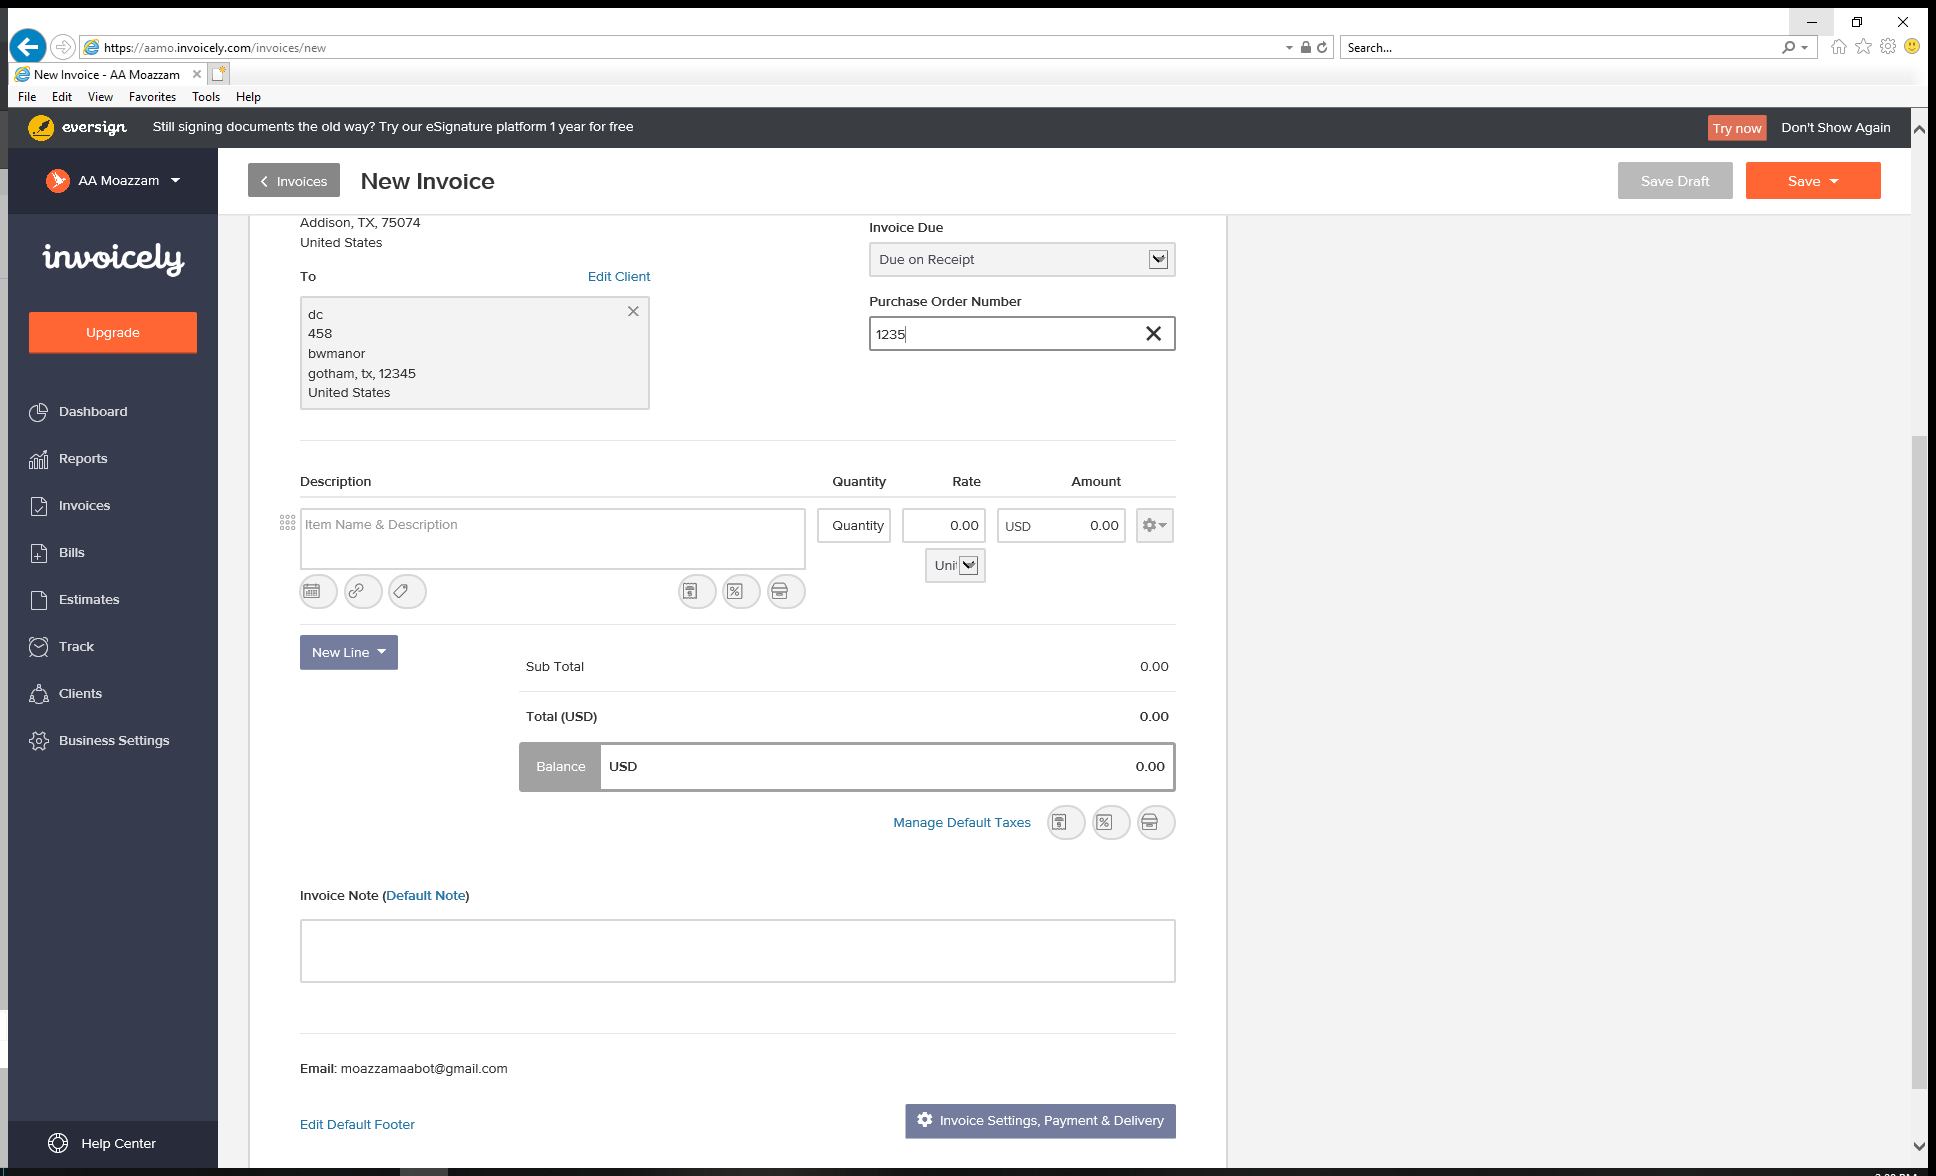 https://aamo.invoicely.com/invoices/new
Search...
New Invoice - AA Moazzam
File Edit View Favorites Tools Help
eversign Still signing documents the old way? Try our eSignature platform 1 year for free Try now Don't Show Again
AA Moazzam
Invoices
New Invoice
Save Draft
Save
invoicely
Upgrade
Dashboard
Reports
Invoices
Bills
Estimates
Track
Clients
Business Settings
Help Center
Addison, TX, 75074
United States
To Edit Client
dc
458
bwmanor
gotham, tx, 12345
United States
Invoice Due
Due on Receipt
Purchase Order Number
1235
Description Quantity Rate Amount
Item Name & Description Quantity 0.00 USD 0.00
Uni
New Line
Sub Total 0.00
Total (USD) 0.00
Balance USD 0.00
Manage Default Taxes
Invoice Note (Default Note)
Email: moazzamaabot@gmail.com
Edit Default Footer
Invoice Settings, Payment & Delivery